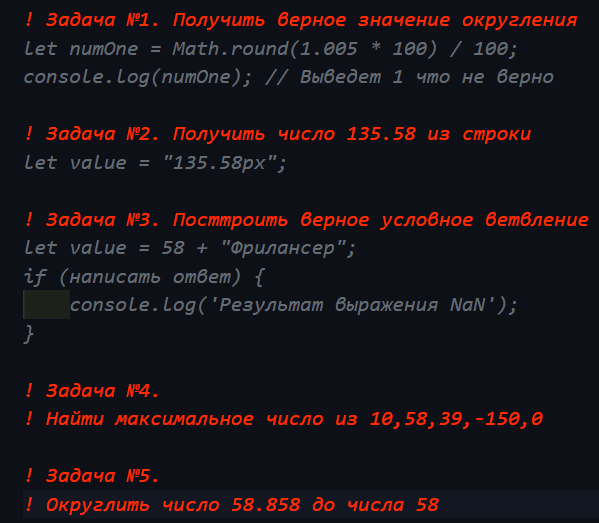 ! Задача №1. Получить верное значение округления
let numOne = Math.round(1.005 * 100) / 100;
console.log(numOne); // Выведет 1 что не верно
! Задача №2. Получить число 135.58 из строки
let value = "135.58px";
! Задача №3. Посттроить верное условное ветвление
let value = 58 + "Фрилансер";
if (написать ответ) {
console.log('Результат выражения NaN');
}
! Задача №4.
! Найти максимальное число из 10,58,39,-150,0
! Задача №5.
! Округлить число 58.858 до числа 58